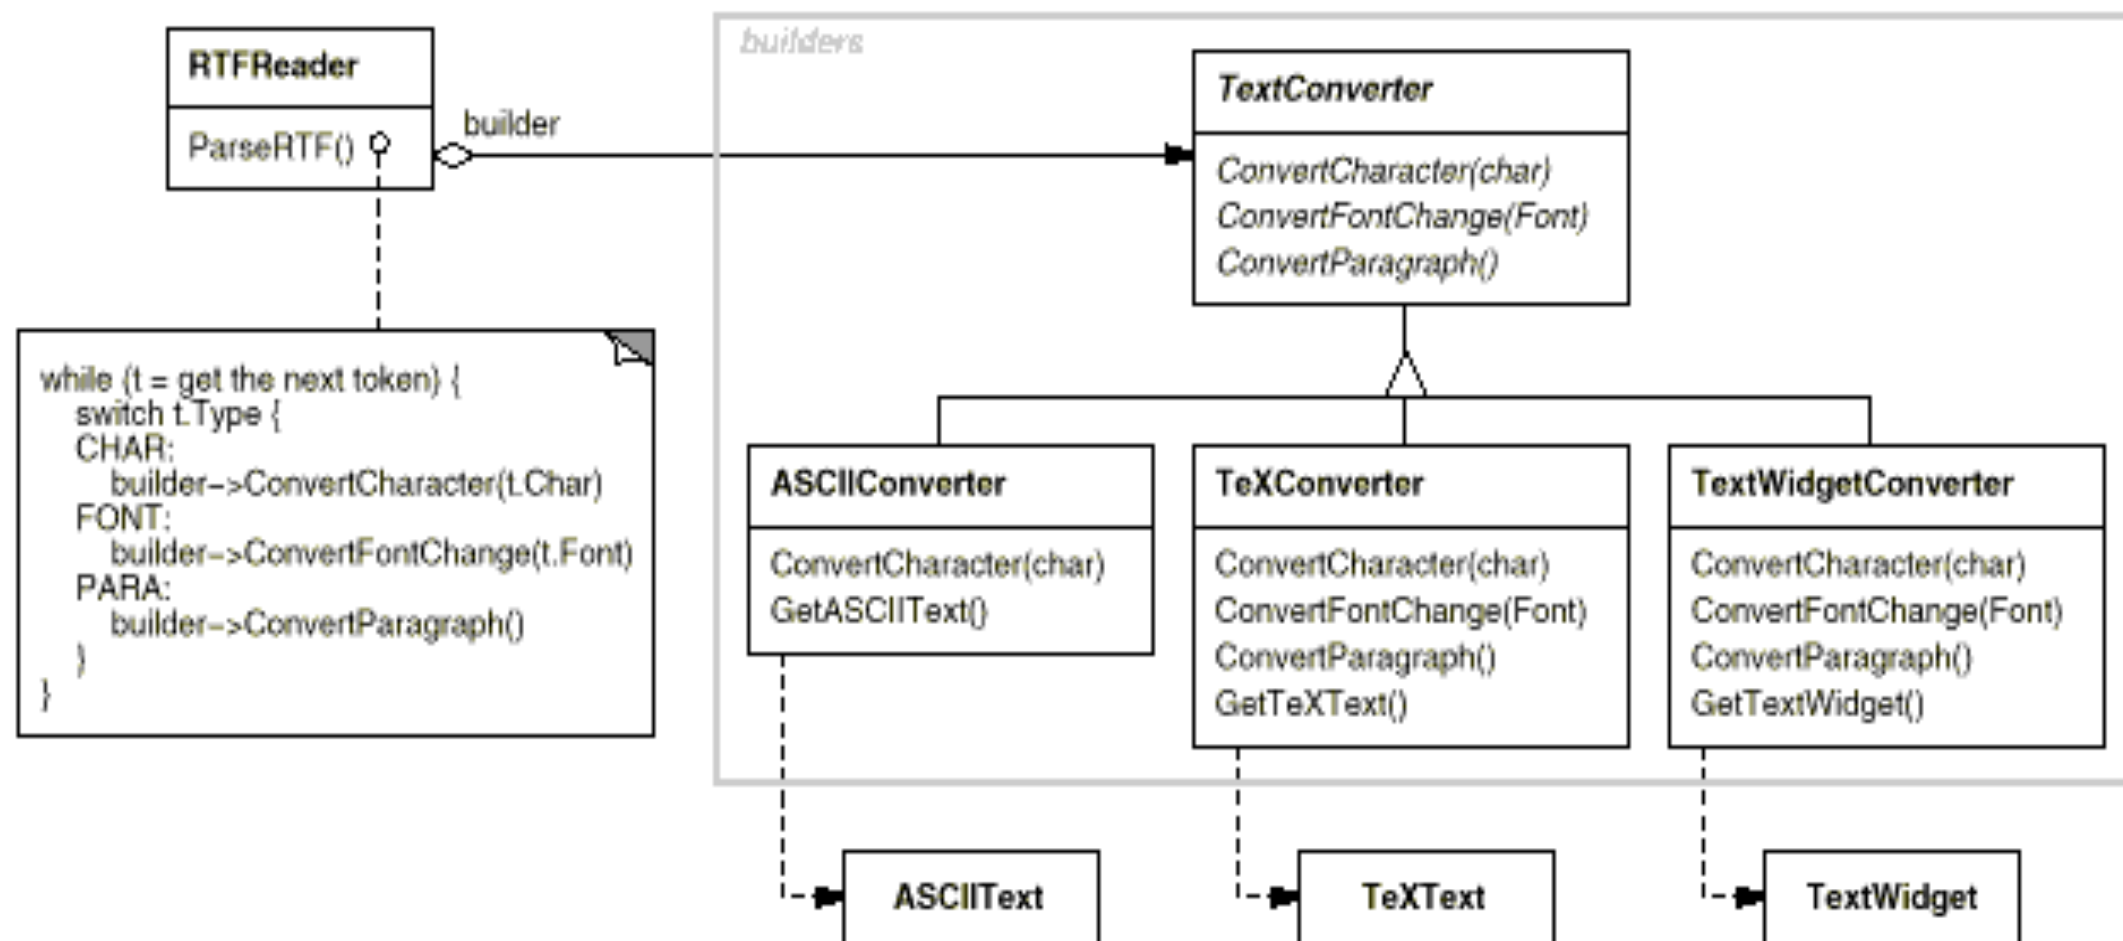 RTFReader
ParseRTF()
builder
builders
TextConverter
ConvertCharacter(char)
ConvertFontChange(Font)
ConvertParagraph()
while (t = get the next token) {
switch t.Type {
CHAR:
builder->ConvertCharacter(t.Char)
FONT:
builder->ConvertFontChange(t.Font)
PARA:
builder->ConvertParagraph()
}
}
ASCIIConverter
ConvertCharacter(char)
GetASCIIText()
TeXConverter
ConvertCharacter(char)
ConvertFontChange(Font)
ConvertParagraph()
GetTeXText()
TextWidgetConverter
ConvertCharacter(char)
ConvertFontChange(Font)
ConvertParagraph()
GetTextWidget()
ASCIIText
TeXText
TextWidget